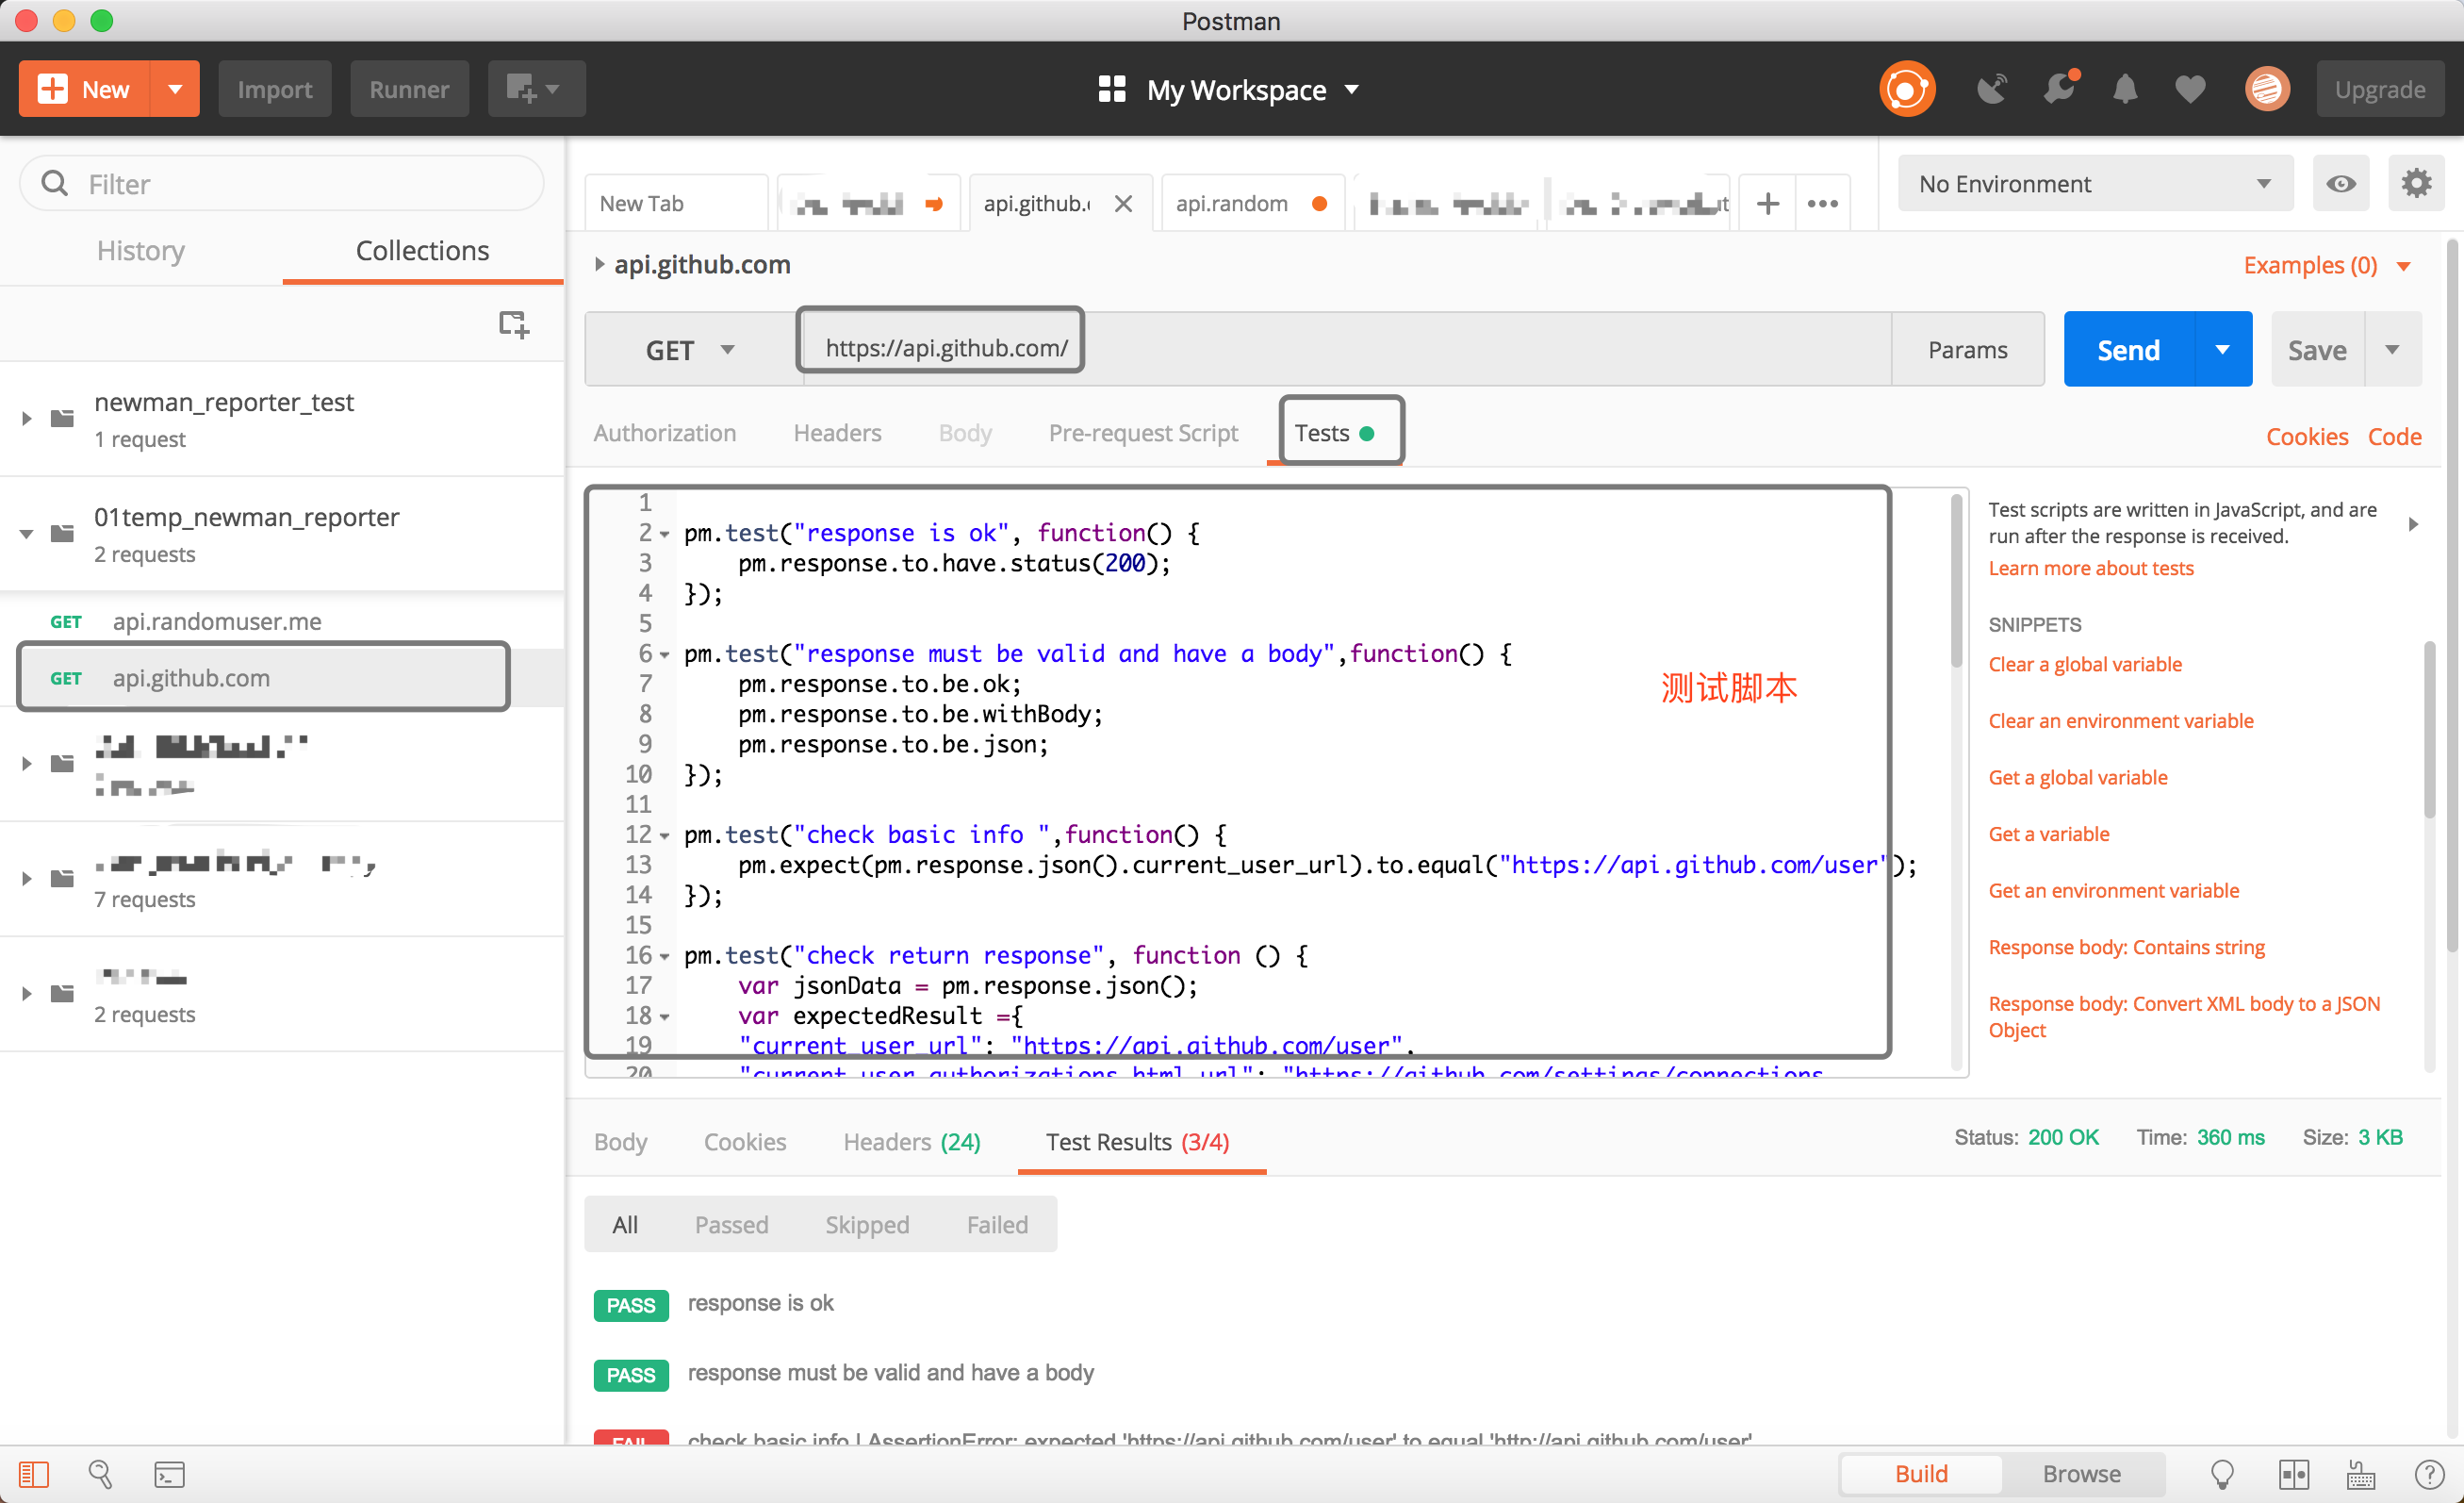 Postman
New
Import
Runner
My Workspace
Upgrade
Filter
History
Collections
newman_reporter_test
1 request
01temp_newman_reporter
2 requests
GET api.randomuser.me
GET api.github.com
7 requests
2 requests
New Tab
api.github.
api.random
No Environment
api.github.com
Examples (0)
GET
https://api.github.com/
Params
Send
Save
Authorization
Headers
Body
Pre-request Script
Tests
Cookies
Code
1
2 pm.test("response is ok", function() {
3 pm.response.to.have.status(200);
4 });
5
6 pm.test("response must be valid and have a body",function() {
7 pm.response.to.be.ok;
8 pm.response.to.be.withBody;
9 pm.response.to.be.json;
10 });
11
12 pm.test("check basic info ",function() {
13 pm.expect(pm.response.json().current_user_url).to.equal("https://api.github.com/user");
14 });
15
16 pm.test("check return response", function () {
17 var jsonData = pm.response.json();
18 var expectedResult ={
19 "current_user_url": "https://api.github.com/user",
20 "current_user_authorizations_html_url": "https://github.com/settings/connections
测试脚本
Test scripts are written in JavaScript, and are
run after the response is received.
Learn more about tests
SNIPPETS
Clear a global variable
Clear an environment variable
Get a global variable
Get a variable
Get an environment variable
Response body: Contains string
Response body: Convert XML body to a JSON
Object
Body
Cookies
Headers (24)
Test Results (3/4)
Status: 200 OK
Time: 360 ms
Size: 3 KB
All
Passed
Skipped
Failed
PASS response is ok
PASS response must be valid and have a body
FAIL check basic info | AssertionError: expected 'https://api.github.com/user' to equal 'http://api.github.com/user'
Build
Browse